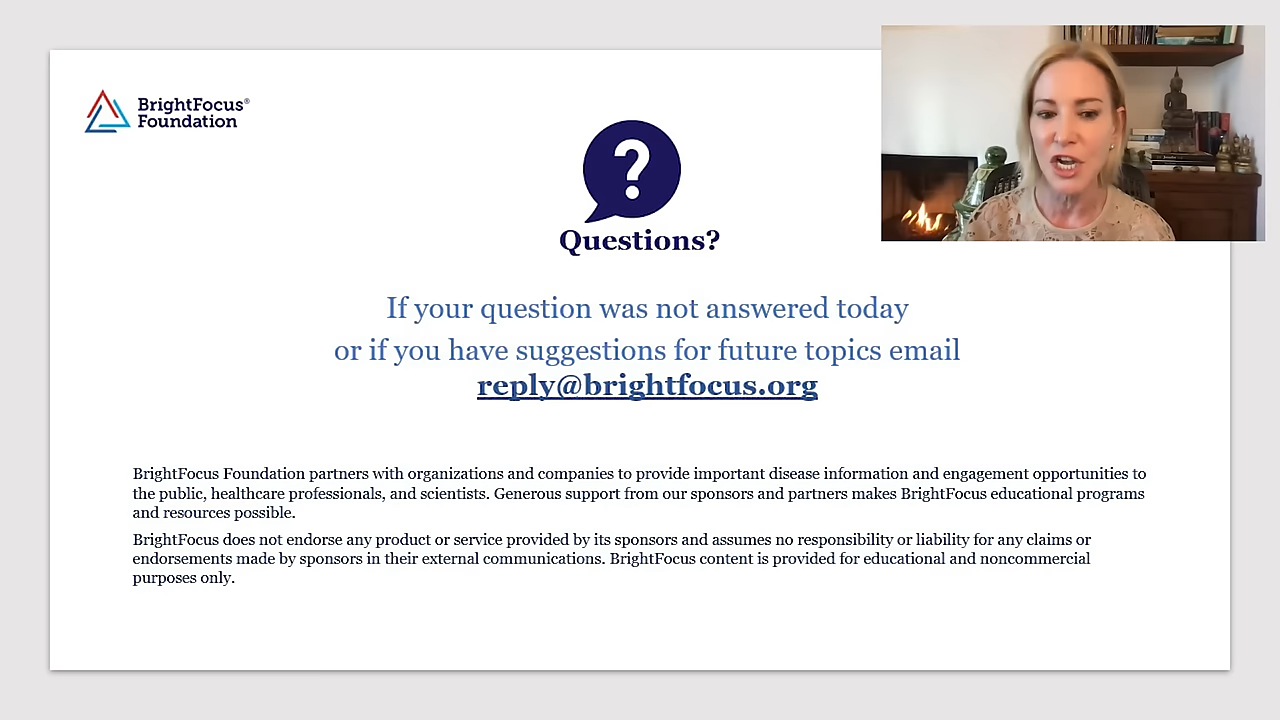 BrightFocus®
Foundation
?
Questions?
If your question was not answered today
or if you have suggestions for future topics email
reply@brightfocus.org
BrightFocus Foundation partners with organizations and companies to provide important disease information and engagement opportunities to
the public, healthcare professionals, and scientists. Generous support from our sponsors and partners makes BrightFocus educational programs
and resources possible.
BrightFocus does not endorse any product or service provided by its sponsors and assumes no responsibility or liability for any claims or
endorsements made by sponsors in their external communications. BrightFocus content is provided for educational and noncommercial
purposes only.